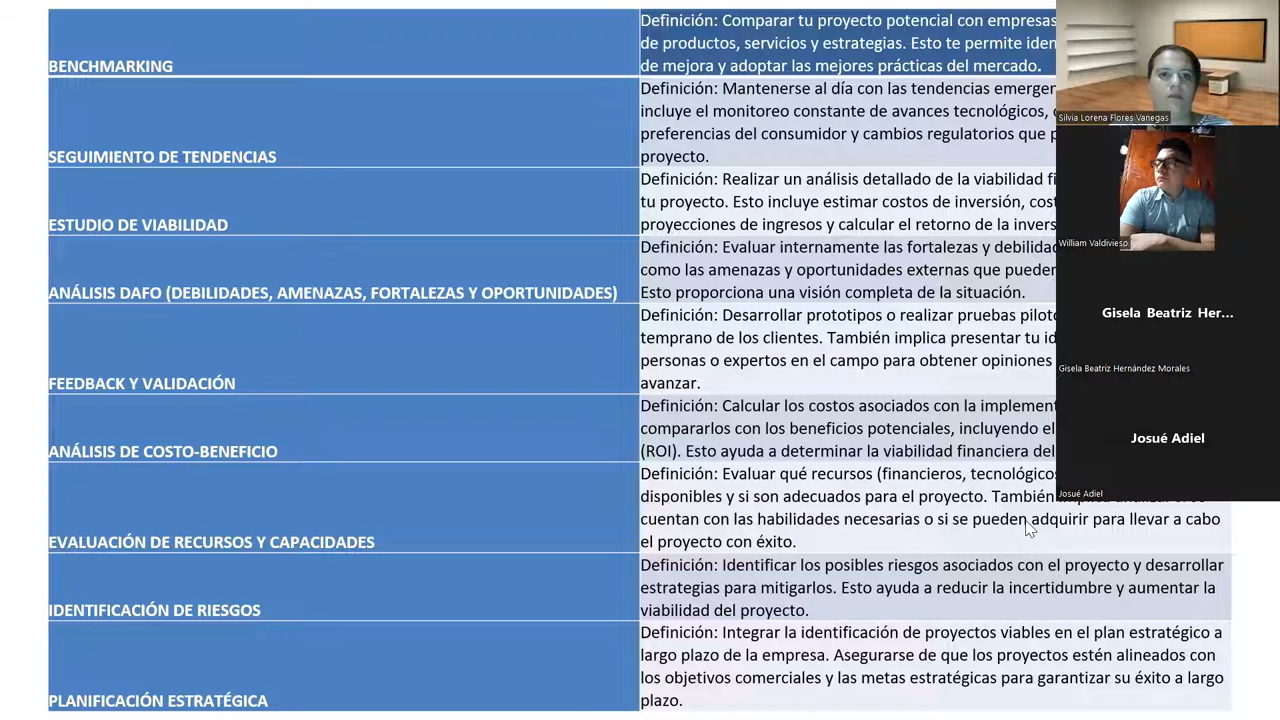 BENCHMARKING
Definición: Comparar tu proyecto potencial con empresas
de productos, servicios y estrategias. Esto te permite
de mejora y adoptar las mejores prácticas del mercado.
SEGUIMIENTO DE TENDENCIAS
Definición: Mantenerse al día con las tendencias
incluye el monitoreo constante de avances tecnológicos,
preferencias del consumidor y cambios regulatorios que
proyecto.
ESTUDIO DE VIABILIDAD
Definición: Realizar un análisis detallado de la viabilidad
tu proyecto. Esto incluye estimar costos de inversión,
proyecciones de ingresos y calcular el retorno de la
ANÁLISIS DAFO (DEBILIDADES, AMENAZAS, FORTALEZAS Y OPORTUNIDADES)
Definición: Evaluar internamente las fortalezas y
como las amenazas y oportunidades externas que
Esto proporciona una visión completa de la situación.
FEEDBACK Y VALIDACIÓN
Definición: Desarrollar prototipos o realizar pruebas
temprano de los clientes. También implica presentar tu
personas o expertos en el campo para obtener opiniones
avanzar.
ANÁLISIS DE COSTO-BENEFICIO
Definición: Calcular los costos asociados con la
compararlos con los beneficios potenciales, incluyendo el
(ROI). Esto ayuda a determinar la viabilidad financiera del
EVALUACIÓN DE RECURSOS Y CAPACIDADES
Definición: Evaluar qué recursos (financieros, tecnológicos
disponibles y si son adecuados para el proyecto. También
cuentan con las habilidades necesarias o si se pueden adquirir para llevar a cabo
el proyecto con éxito.
IDENTIFICACIÓN DE RIESGOS
Definición: Identificar los posibles riesgos asociados con el proyecto y desarrollar
estrategias para mitigarlos. Esto ayuda a reducir la incertidumbre y aumentar la
viabilidad del proyecto.
PLANIFICACIÓN ESTRATÉGICA
Definición: Integrar la identificación de proyectos viables en el plan estratégico a
largo plazo de la empresa. Asegurarse de que los proyectos estén alineados con
los objetivos comerciales y las metas estratégicas para garantizar su éxito a largo
plazo.
Silvia Lorena Flores Vanegas
William Valdivieso
Gisela Beatriz Her...
Gisela Beatriz Hernández Morales
Josué Adiel
Josué Adiel